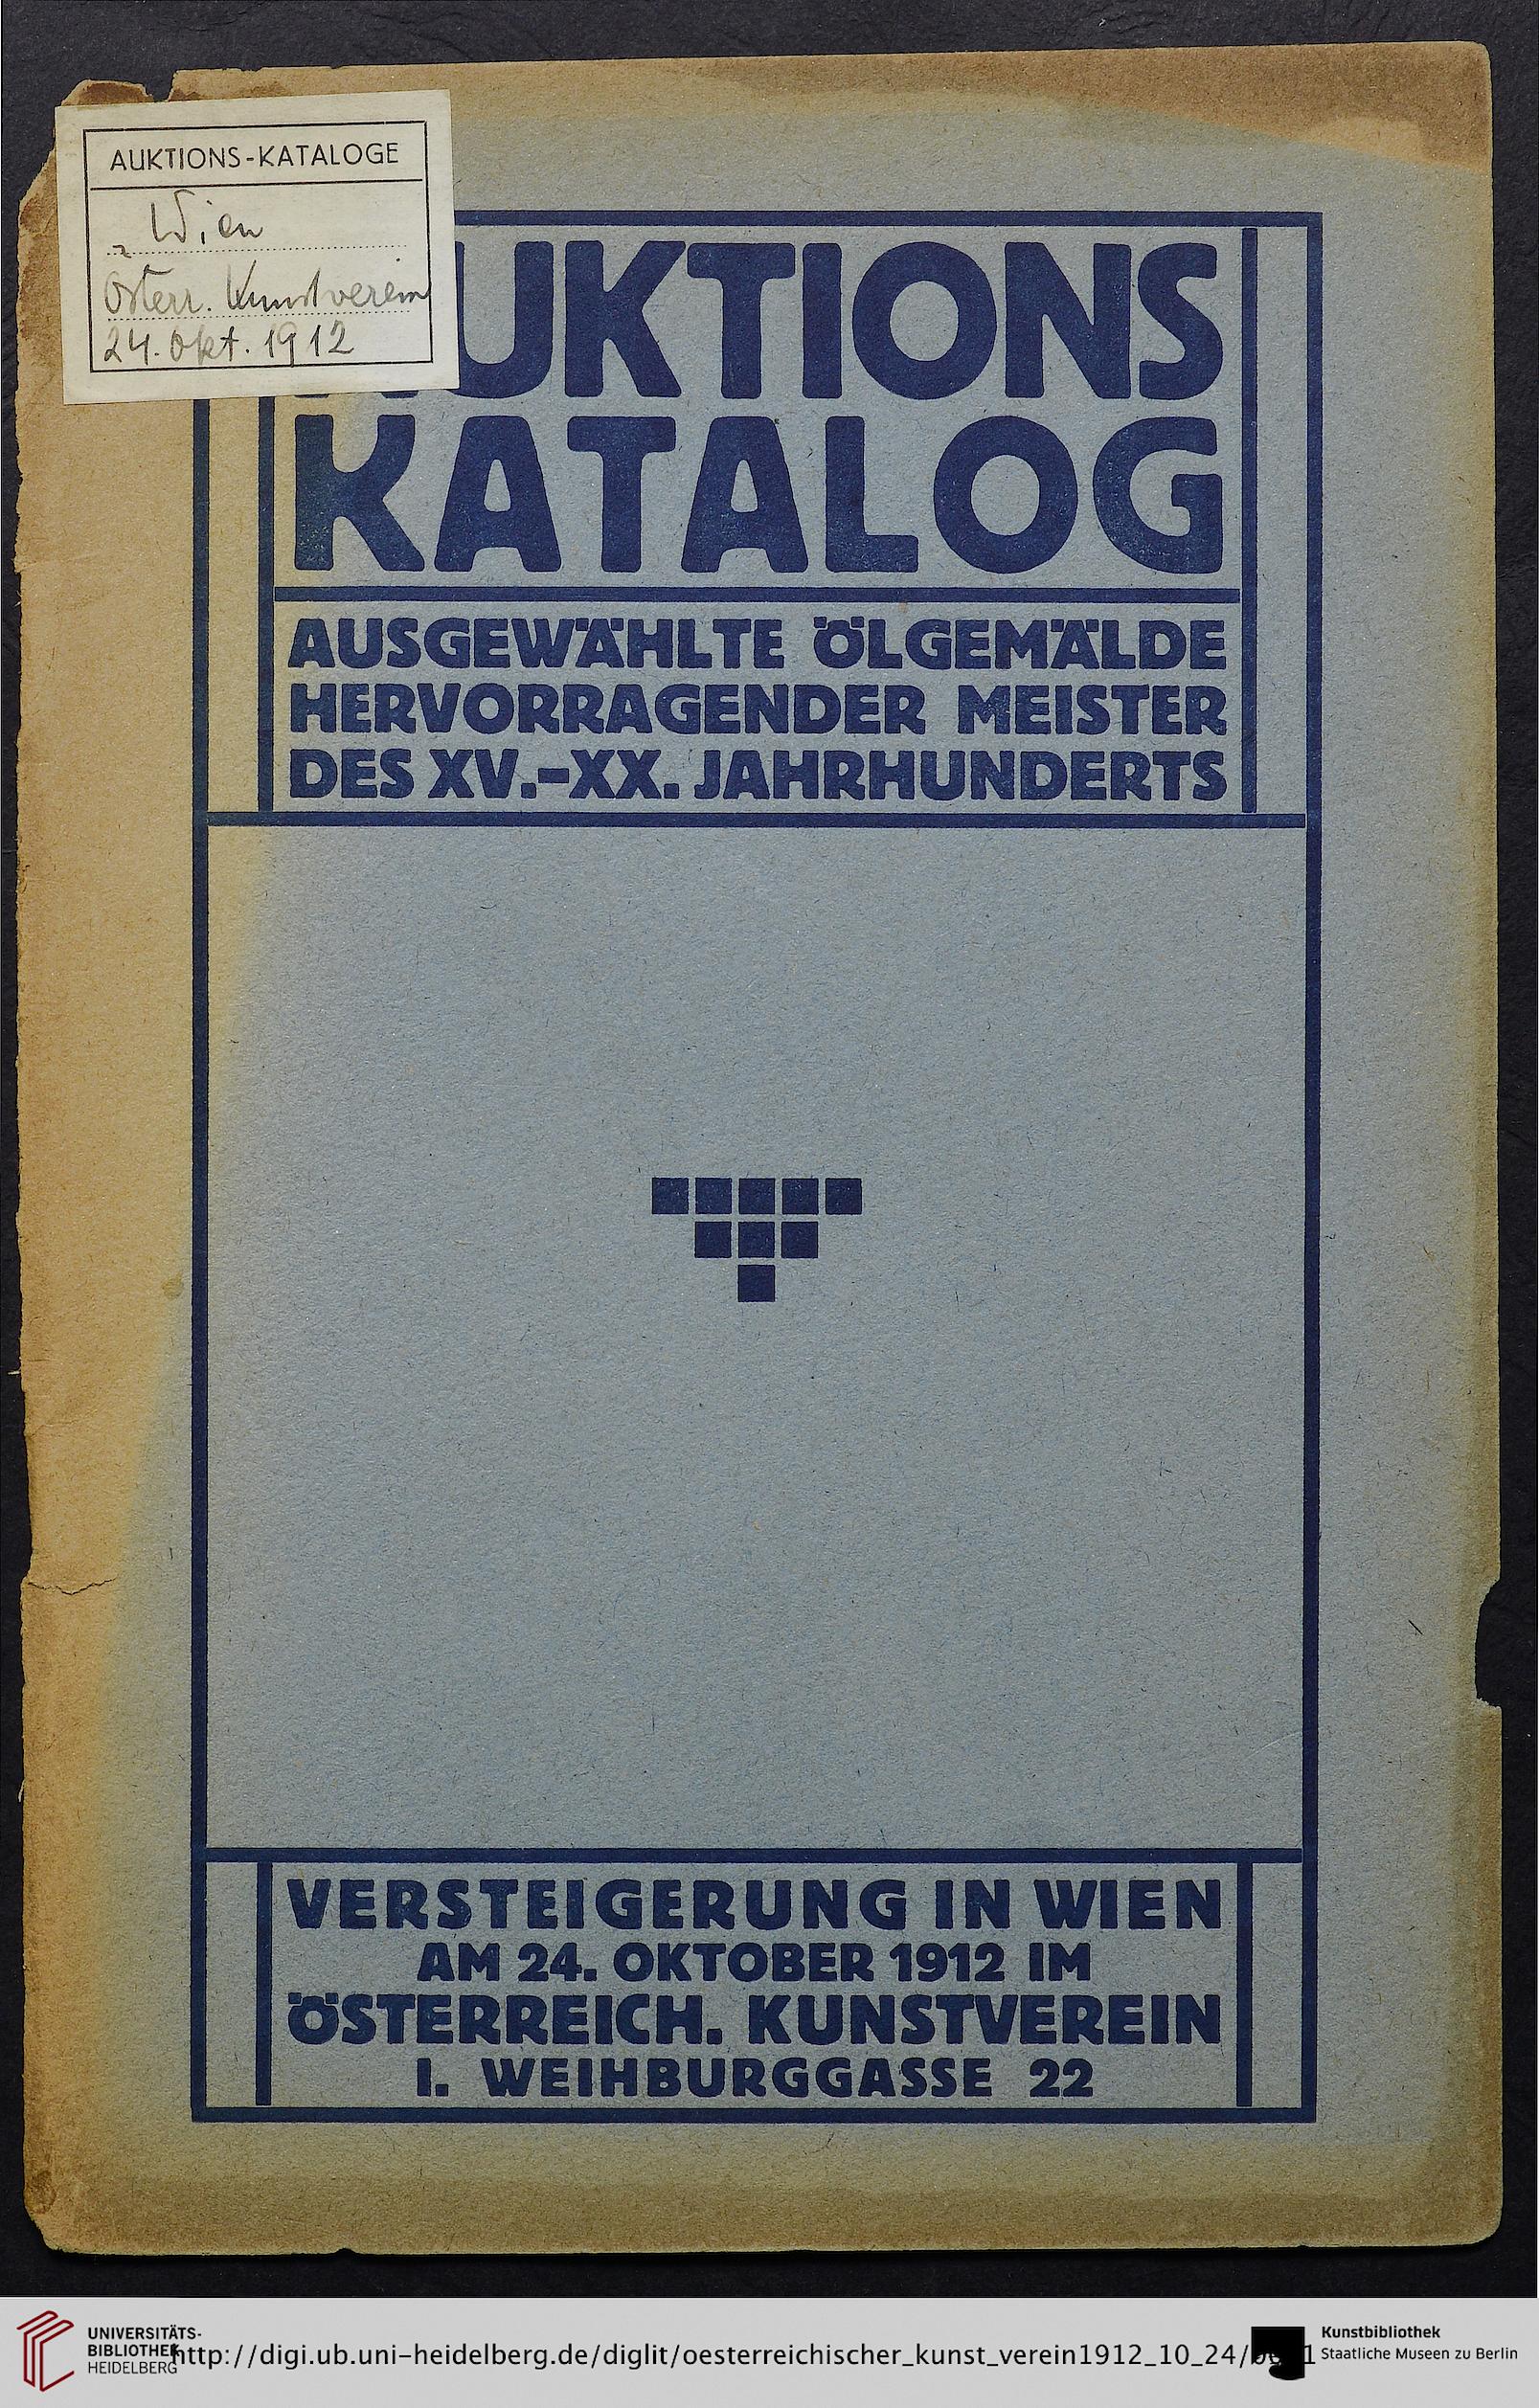 AUKTIONS-KATALOGE
Wien
Österr. Kunstverein
24. Okt. 1912
UKTIONS
KATALOG
AUSGEWÄHLTE ÖLGEMÄLDE
HERVORRAGENDER MEISTER
DES XV.-XX. JAHRHUNDERTS
VERSTEIGERUNG IN WIEN
AM 24. OKTOBER 1912 IM
ÖSTERREICH. KUNSTVEREIN
I. WEIHBURGGASSE 22
UNIVERSITÄTS-
BIBLIOTHEK
HEIDELBERG
http://digi.ub.uni-heidelberg.de/diglit/oesterreichischer_kunst_verein1912_10_24/
Kunstbibliothek
Staatliche Museen zu Berlin